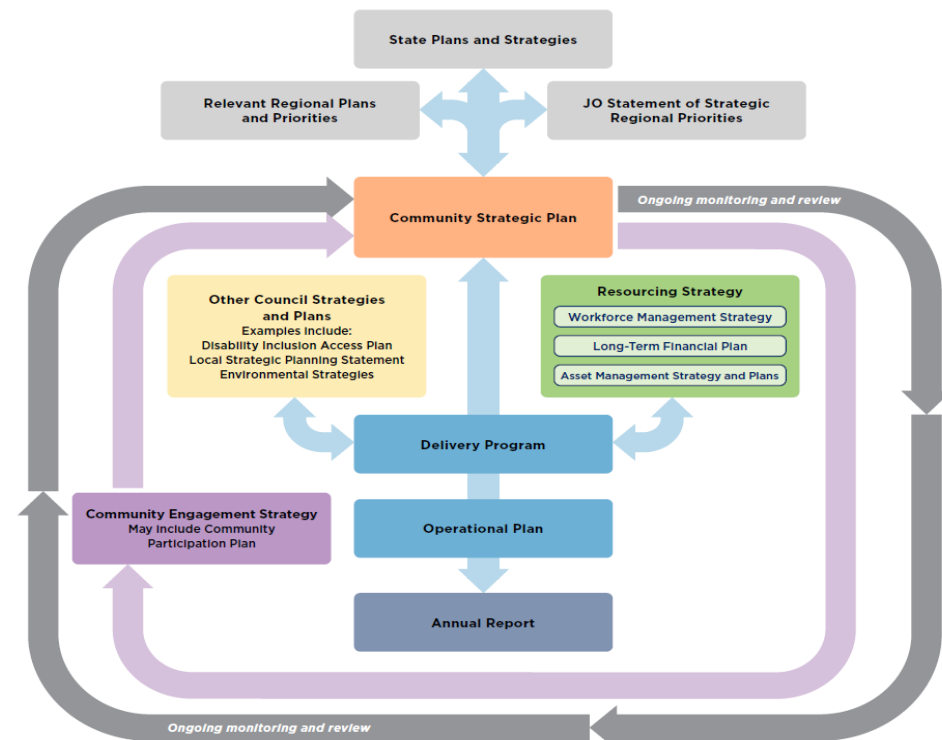 State Plans and Strategies
Relevant Regional Plans
and Priorities
JO Statement of Strategic
Regional Priorities
Ongoing monitoring and review
Community Strategic Plan
Other Council Strategies
and Plans
Examples include:
Disability Inclusion Access Plan
Local Strategic Planning Statement
Environmental Strategies
Resourcing Strategy
Workforce Management Strategy
Long-Term Financial Plan
Asset Management Strategy and Plans
Delivery Program
Community Engagement Strategy
May include Community
Participation Plan
Operational Plan
Annual Report
Ongoing monitoring and review